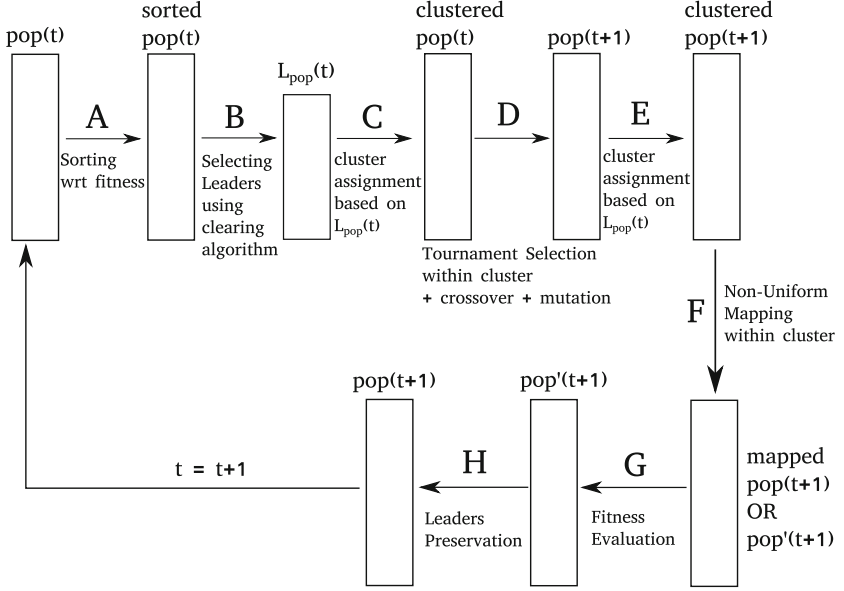 pop(t)
sorted
pop(t)
L_pop(t)
clustered
pop(t)
pop(t+1)
clustered
pop(t+1)
A
Sorting
wrt fitness
B
Selecting
Leaders
using
clearing
algorithm
C
cluster
assignment
based on
L_pop(t)
D
Tournament Selection
within cluster
+ crossover + mutation
E
cluster
assignment
based on
L_pop(t)
F
Non-Uniform
Mapping
within cluster
mapped
pop(t+1)
OR
pop'(t+1)
G
Fitness
Evaluation
pop'(t+1)
H
Leaders
Preservation
pop(t+1)
t = t+1